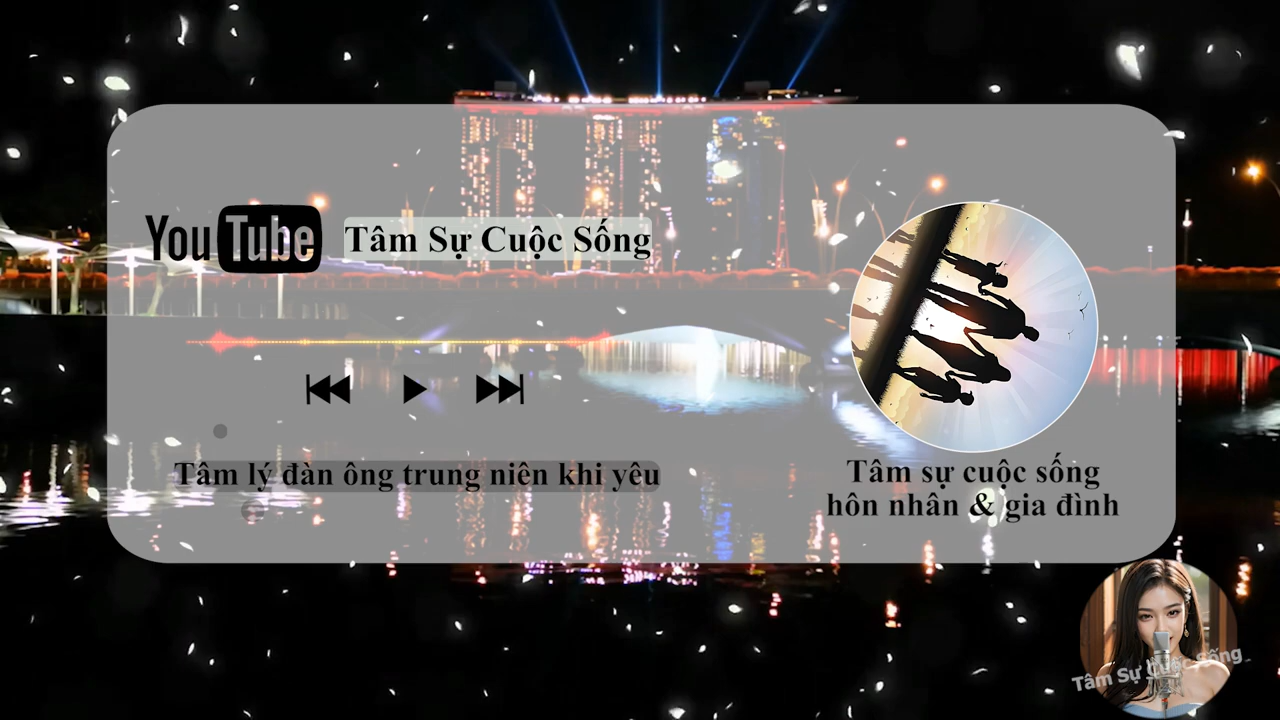 YouTube
Tâm Sự Cuộc Sống
Tâm lý đàn ông trung niên khi yêu
Tâm sự cuộc sống
hôn nhân & gia đình
Tâm Sự Cuộc Sống